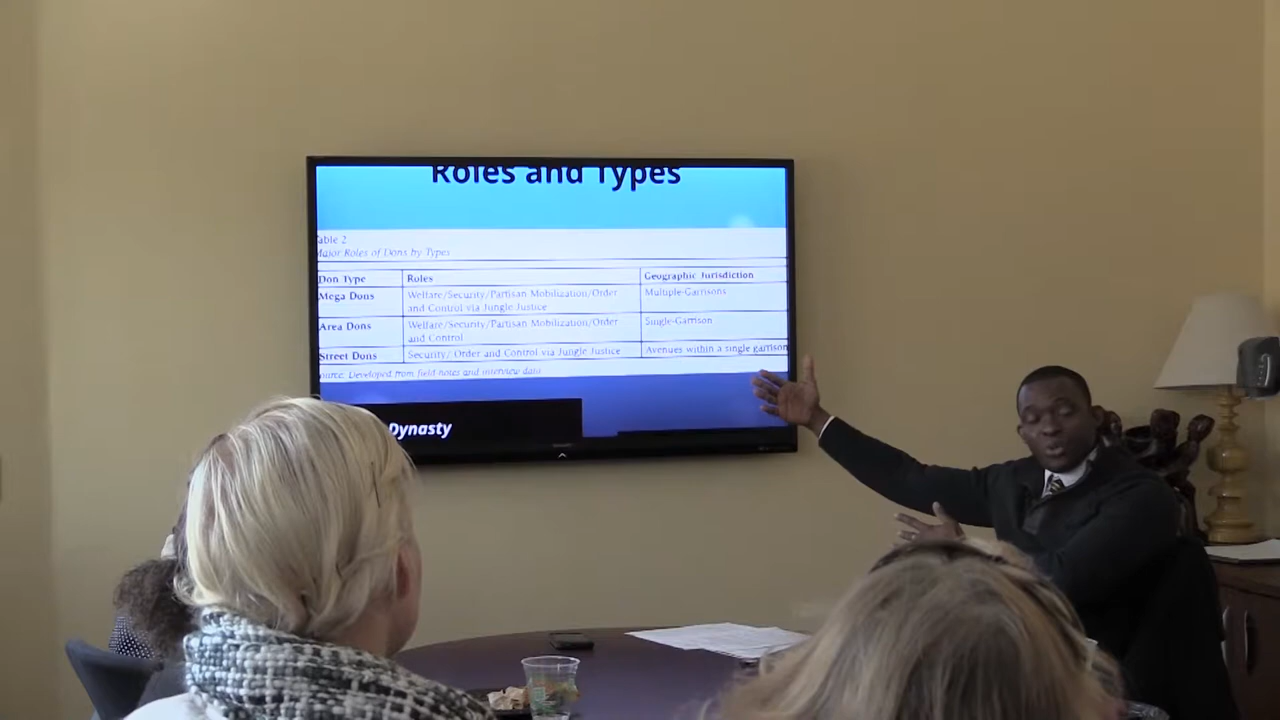 Roles and Types
able 2
Major Roles of Dons by Types
Don Type Roles Geographic Jurisdiction
Mega Dons Welfare/Security/Partisan Mobilization/Order Multiple-Garrisons
and Control via Jungle Justice
Area Dons Welfare/Security/Partisan Mobilization/Order Single-Garrison
and Control
Street Dons Security/ Order and Control via Jungle Justice Avenues within a single garrison
ource: Developed from field-notes and interview data
Dynasty